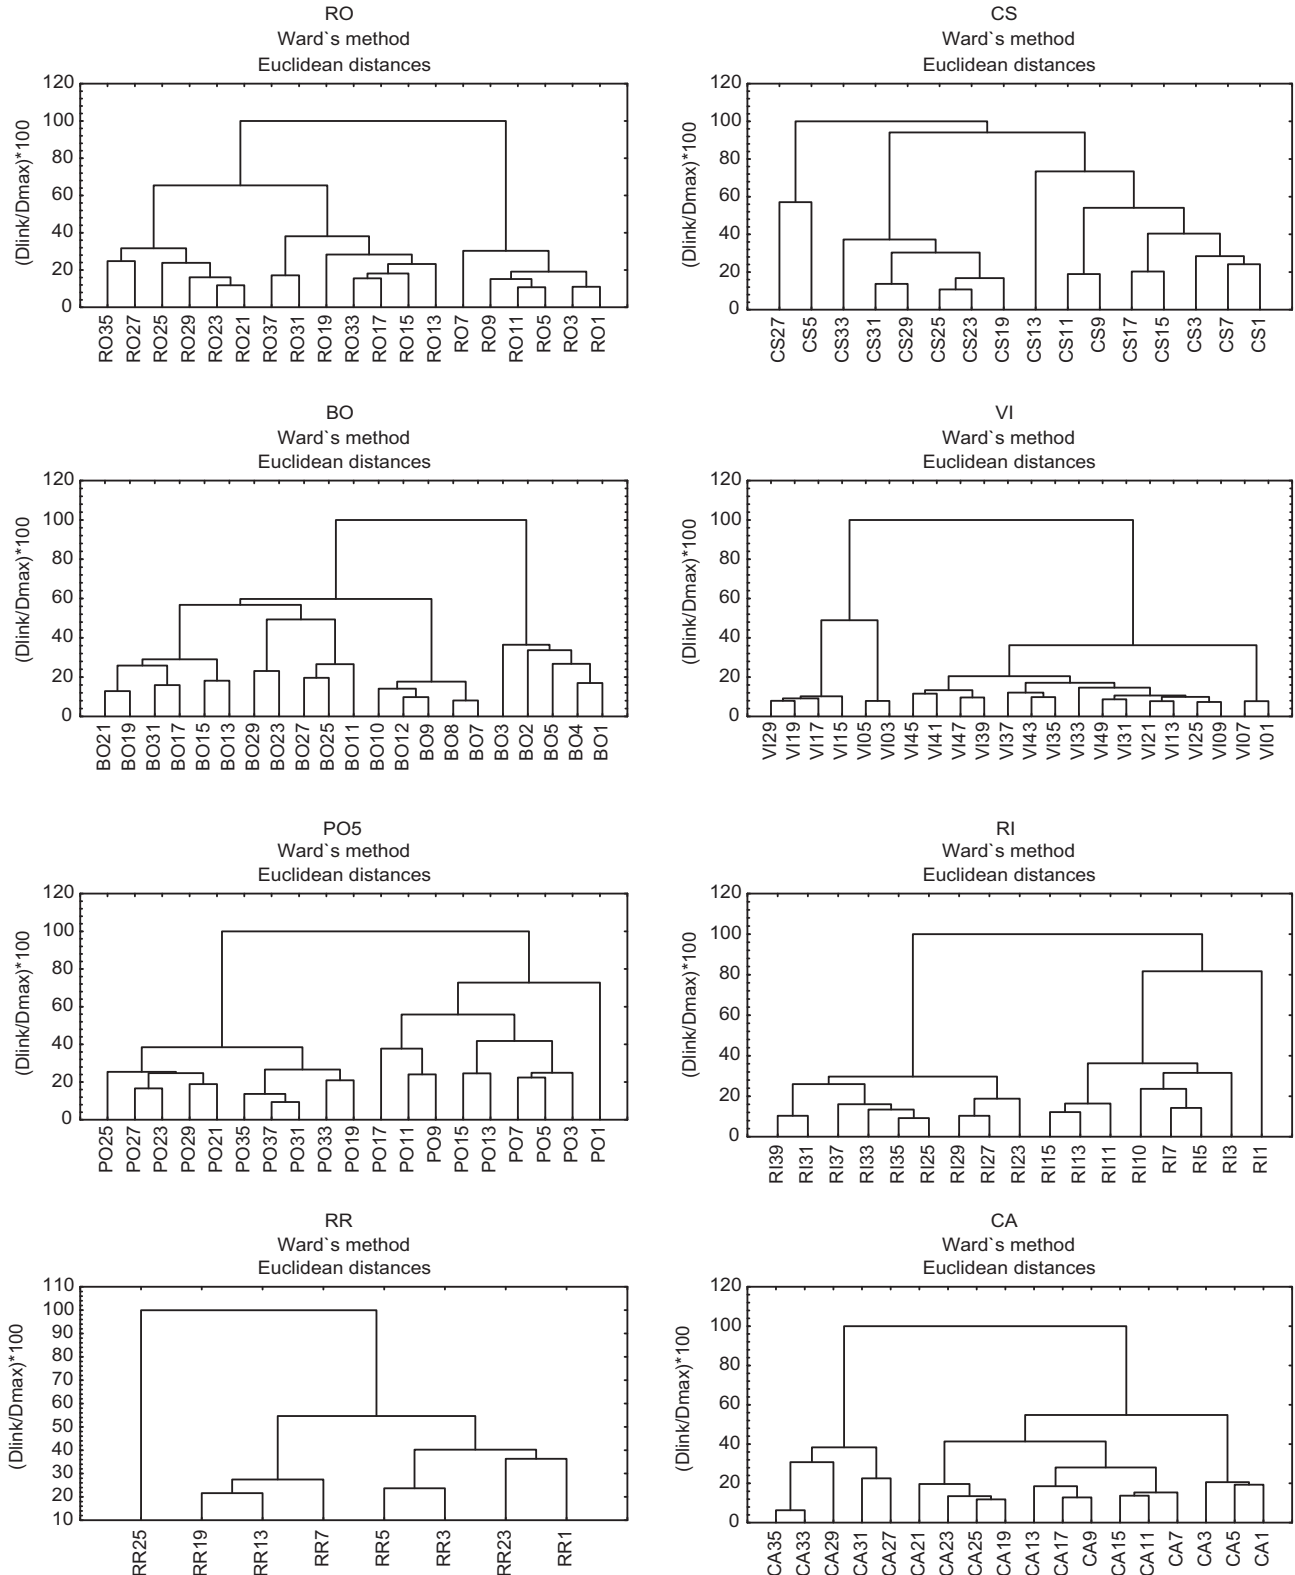 RO
Ward`s method
Euclidean distances
(Dlink/Dmax)*100
120
100
80
60
40
20
0
RO35 RO27 RO25 RO29 RO23 RO21 RO37 RO31 RO19 RO33 RO17 RO15 RO13 RO7 RO9 RO11 RO5 RO3 RO1
CS
Ward`s method
Euclidean distances
(Dlink/Dmax)*100
120
100
80
60
40
20
0
CS27 CS5 CS33 CS31 CS29 CS25 CS23 CS19 CS13 CS11 CS9 CS17 CS15 CS3 CS7 CS1
BO
Ward`s method
Euclidean distances
(Dlink/Dmax)*100
120
100
80
60
40
20
0
BO21 BO19 BO31 BO17 BO15 BO13 BO29 BO23 BO27 BO25 BO11 BO10 BO12 BO9 BO8 BO7 BO3 BO2 BO5 BO4 BO1
VI
Ward`s method
Euclidean distances
(Dlink/Dmax)*100
120
100
80
60
40
20
0
VI29 VI19 VI17 VI15 VI05 VI03 VI45 VI41 VI47 VI39 VI37 VI43 VI35 VI33 VI49 VI31 VI21 VI13 VI25 VI09 VI07 VI01
PO5
Ward`s method
Euclidean distances
(Dlink/Dmax)*100
120
100
80
60
40
20
0
PO25 PO27 PO23 PO29 PO21 PO35 PO37 PO31 PO33 PO19 PO17 PO11 PO9 PO15 PO13 PO7 PO5 PO3 PO1
RI
Ward`s method
Euclidean distances
(Dlink/Dmax)*100
120
100
80
60
40
20
0
RI39 RI31 RI37 RI33 RI35 RI25 RI29 RI27 RI23 RI15 RI13 RI11 RI10 RI7 RI5 RI3 RI1
RR
Ward`s method
Euclidean distances
(Dlink/Dmax)*100
110
100
90
80
70
60
50
40
30
20
10
RR25 RR19 RR13 RR7 RR5 RR3 RR23 RR1
CA
Ward`s method
Euclidean distances
(Dlink/Dmax)*100
120
100
80
60
40
20
0
CA35 CA33 CA29 CA31 CA27 CA21 CA23 CA25 CA19 CA13 CA17 CA9 CA15 CA11 CA7 CA3 CA5 CA1